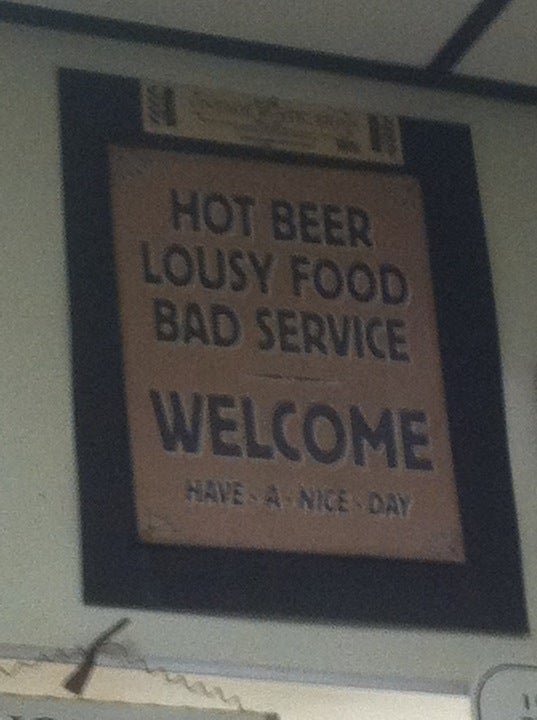 HOT BEER
LOUSY FOOD
BAD SERVICE
WELCOME
HAVE - A - NICE - DAY